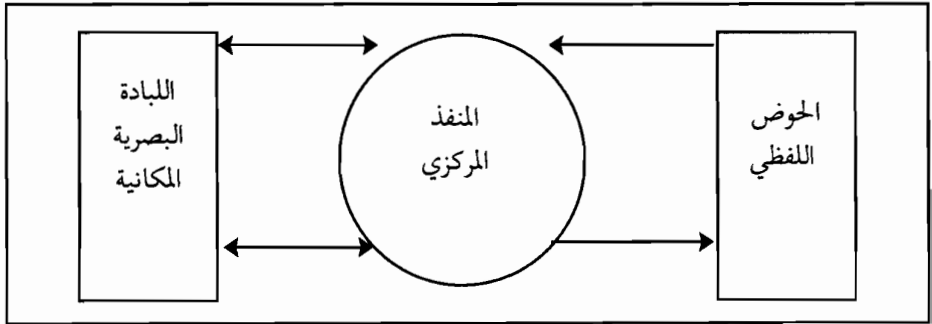 الحوض
اللفظي
المنفذ
المركزي
اللبادة
البصرية
المكانية